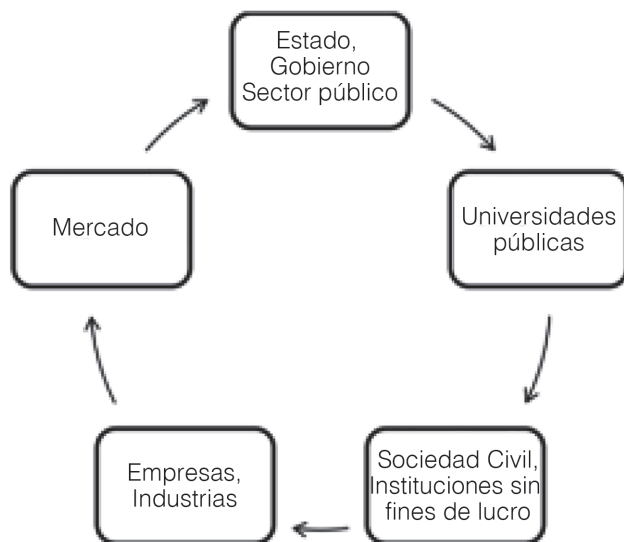 Estado,
Gobierno
Sector público
Universidades
públicas
Sociedad Civil,
Instituciones sin
fines de lucro
Empresas,
Industrias
Mercado